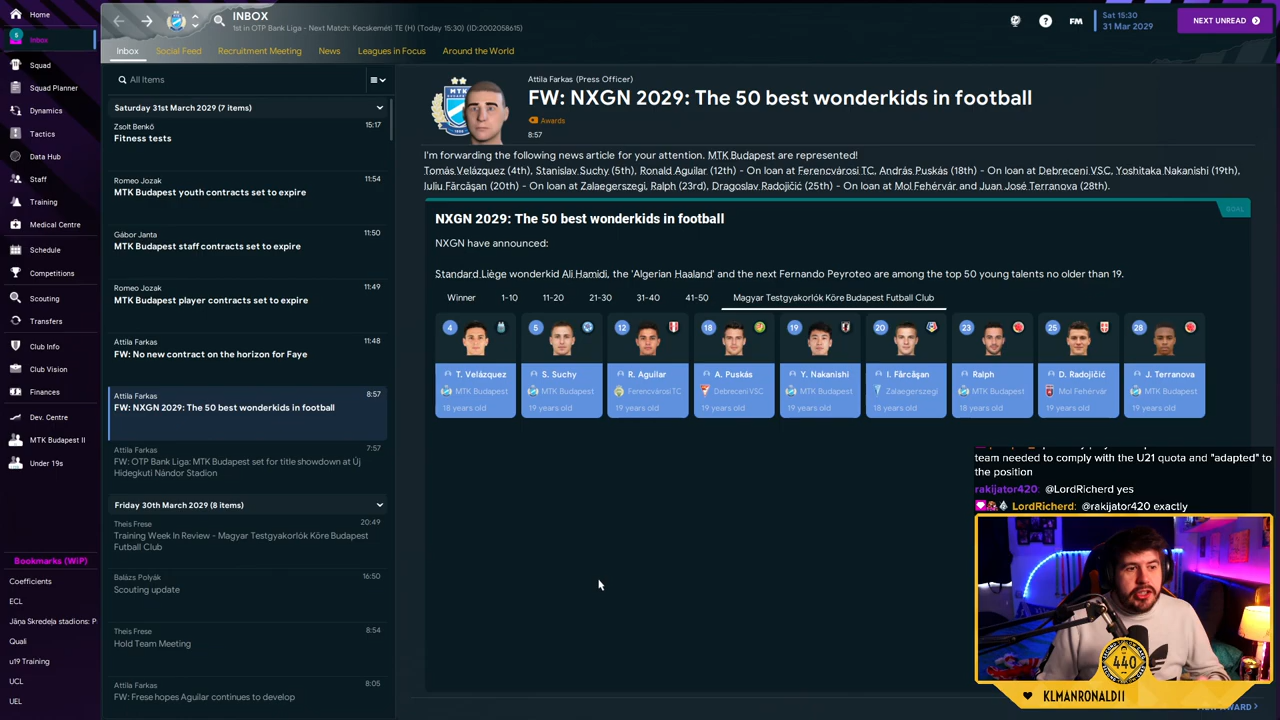 Home
5
Inbox
Squad
Squad Planner
Dynamics
Tactics
Data Hub
Staff
Training
Medical Centre
Schedule
Competitions
Scouting
Transfers
Club Info
Club Vision
Finances
Dev. Centre
MTK Budapest II
Under 19s
Bookmarks (WiP)
Coefficients
ECL
Jāņa Skredeļa stadions: P
Quali
u19 Training
UCL
UEL
INBOX
1st in OTP Bank Liga - Next Match: Kecskeméti TE (H) (Today 15:30) (ID:2002058615)
?
FM
Sat 15:30
31 Mar 2029
NEXT UNREAD
Inbox
Social Feed
Recruitment Meeting
News
Leagues in Focus
Around the World
All Items
Saturday 31st March 2029 (7 items)
Zsolt Benkő 15:17
Fitness tests
Romeo Jozak 11:54
MTK Budapest youth contracts set to expire
Gábor Janta 11:50
MTK Budapest staff contracts set to expire
Romeo Jozak 11:49
MTK Budapest player contracts set to expire
Attila Farkas 11:48
FW: No new contract on the horizon for Faye
Attila Farkas 8:57
FW: NXGN 2029: The 50 best wonderkids in football
Attila Farkas 7:57
FW: OTP Bank Liga: MTK Budapest set for title showdown at Új
Hidegkuti Nándor Stadion
Friday 30th March 2029 (8 items)
Theis Frese 20:49
Training Week In Review - Magyar Testgyakorlók Köre Budapest
Futball Club
Balázs Polyák 16:50
Scouting update
Theis Frese 8:54
Hold Team Meeting
Attila Farkas 8:05
FW: Frese hopes Aguilar continues to develop
MTK
Attila Farkas (Press Officer)
FW: NXGN 2029: The 50 best wonderkids in football
Awards
8:57
I'm forwarding the following news article for your attention. MTK Budapest are represented!
Tomás Velázquez (4th), Stanislav Suchy (5th), Ronald Aguilar (12th) - On loan at Ferencvárosi TC, András Puskás (18th) - On loan at Debreceni VSC, Yoshitaka Nakanishi (19th),
Iuliu Fărcăşan (20th) - On loan at Zalaegerszegi, Ralph (23rd), Dragoslav Radojičić (25th) - On loan at Mol Fehérvár and Juan José Terranova (28th).
GOAL
NXGN 2029: The 50 best wonderkids in football
NXGN have announced:
Standard Liège wonderkid Ali Hamidi, the 'Algerian Haaland' and the next Fernando Peyroteo are among the top 50 young talents no older than 19.
Winner 1-10 11-20 21-30 31-40 41-50 Magyar Testgyakorlók Köre Budapest Futball Club
4 5 12 18 19 20 23 25 28
T. Velázquez S. Suchy R. Aguilar A. Puskás Y. Nakanishi I. Fărcăşan Ralph D. Radojičić J. Terranova
MTK Budapest MTK Budapest Ferencvárosi TC Debreceni VSC MTK Budapest Zalaegerszegi MTK Budapest Mol Fehérvár MTK Budapest
18 years old 19 years old 19 years old 19 years old 19 years old 18 years old 18 years old 19 years old 19 years old
team needed to comply with the U21 quota and "adapted" to
the position
rakijator420: @LordRicherd yes
LordRicherd: @rakijator420 exactly
440
KLMANRONALDII